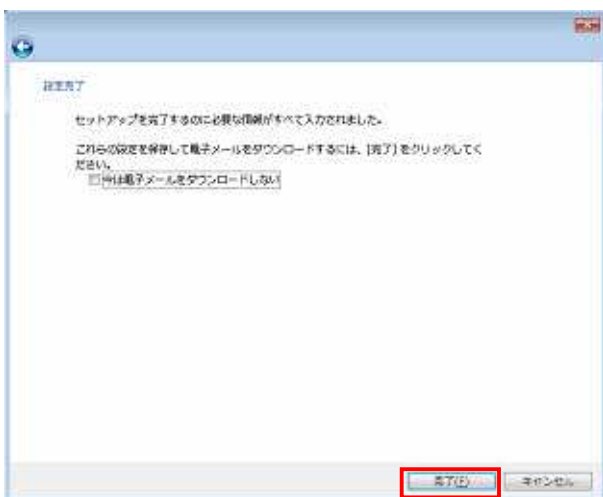 設定完了
セットアップを完了するのに必要な情報がすべて入力されました。
これらの設定を保存して電子メールをダウンロードするには、[完了] をクリックしてく
ださい。
今は電子メールをダウンロードしない
完了(F)
キャンセル